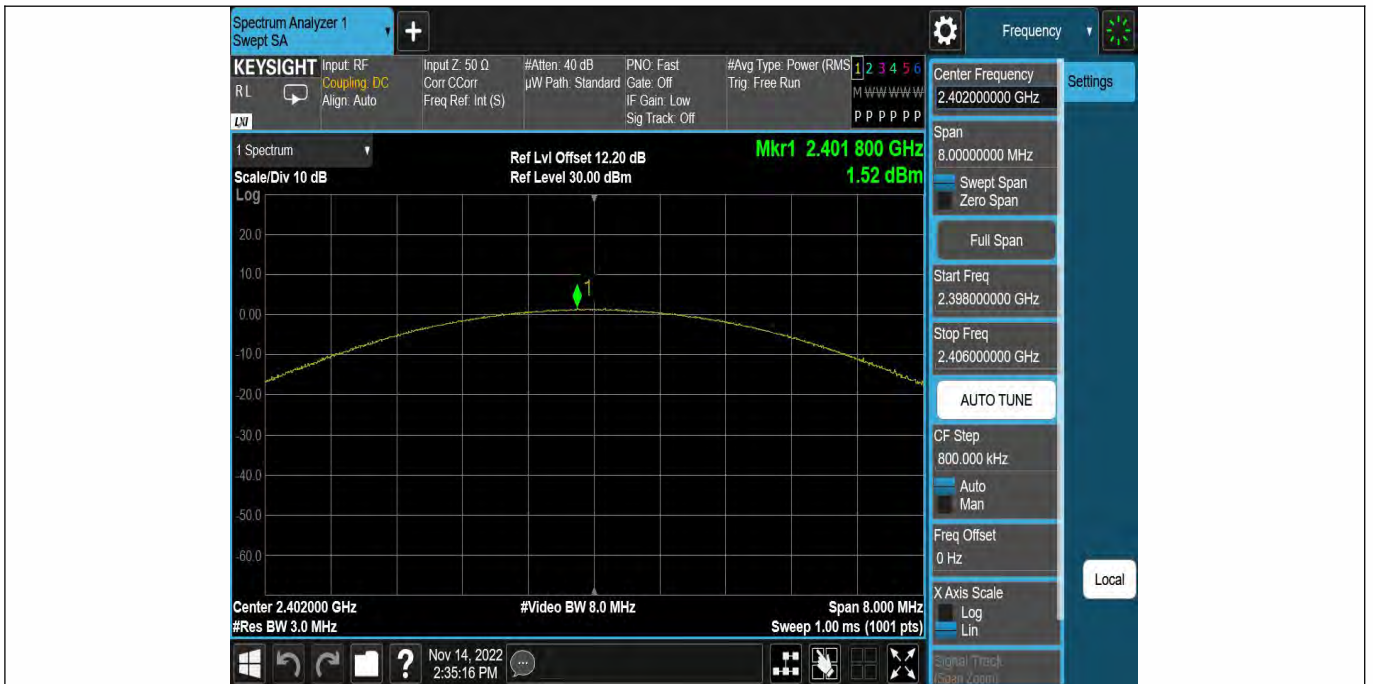 Spectrum Analyzer 1
Swept SA
+
Frequency
KEYSIGHT
RL
LXI
Input: RF
Coupling: DC
Align: Auto
Input Z: 50 Ω
Corr CCorr
Freq Ref: Int (S)
#Atten: 40 dB
µW Path: Standard
PNO: Fast
Gate: Off
IF Gain: Low
Sig Track: Off
#Avg Type: Power (RMS
Trig: Free Run
1 2 3 4 5 6
M W W W W W
P P P P P P
1 Spectrum
Scale/Div 10 dB
Ref Lvl Offset 12.20 dB
Ref Level 30.00 dBm
Mkr1 2.401 800 GHz
1.52 dBm
Log
20.0
10.0
0.00
-10.0
-20.0
-30.0
-40.0
-50.0
-60.0
1
Center 2.402000 GHz
#Res BW 3.0 MHz
#Video BW 8.0 MHz
Span 8.000 MHz
Sweep 1.00 ms (1001 pts)
Center Frequency
2.402000000 GHz
Settings
Span
8.00000000 MHz
Swept Span
Zero Span
Full Span
Start Freq
2.398000000 GHz
Stop Freq
2.406000000 GHz
AUTO TUNE
CF Step
800.000 kHz
Auto
Man
Freq Offset
0 Hz
X Axis Scale
Log
Lin
Signal Track
(Span Zoom)
Local
?
Nov 14, 2022
2:35:16 PM